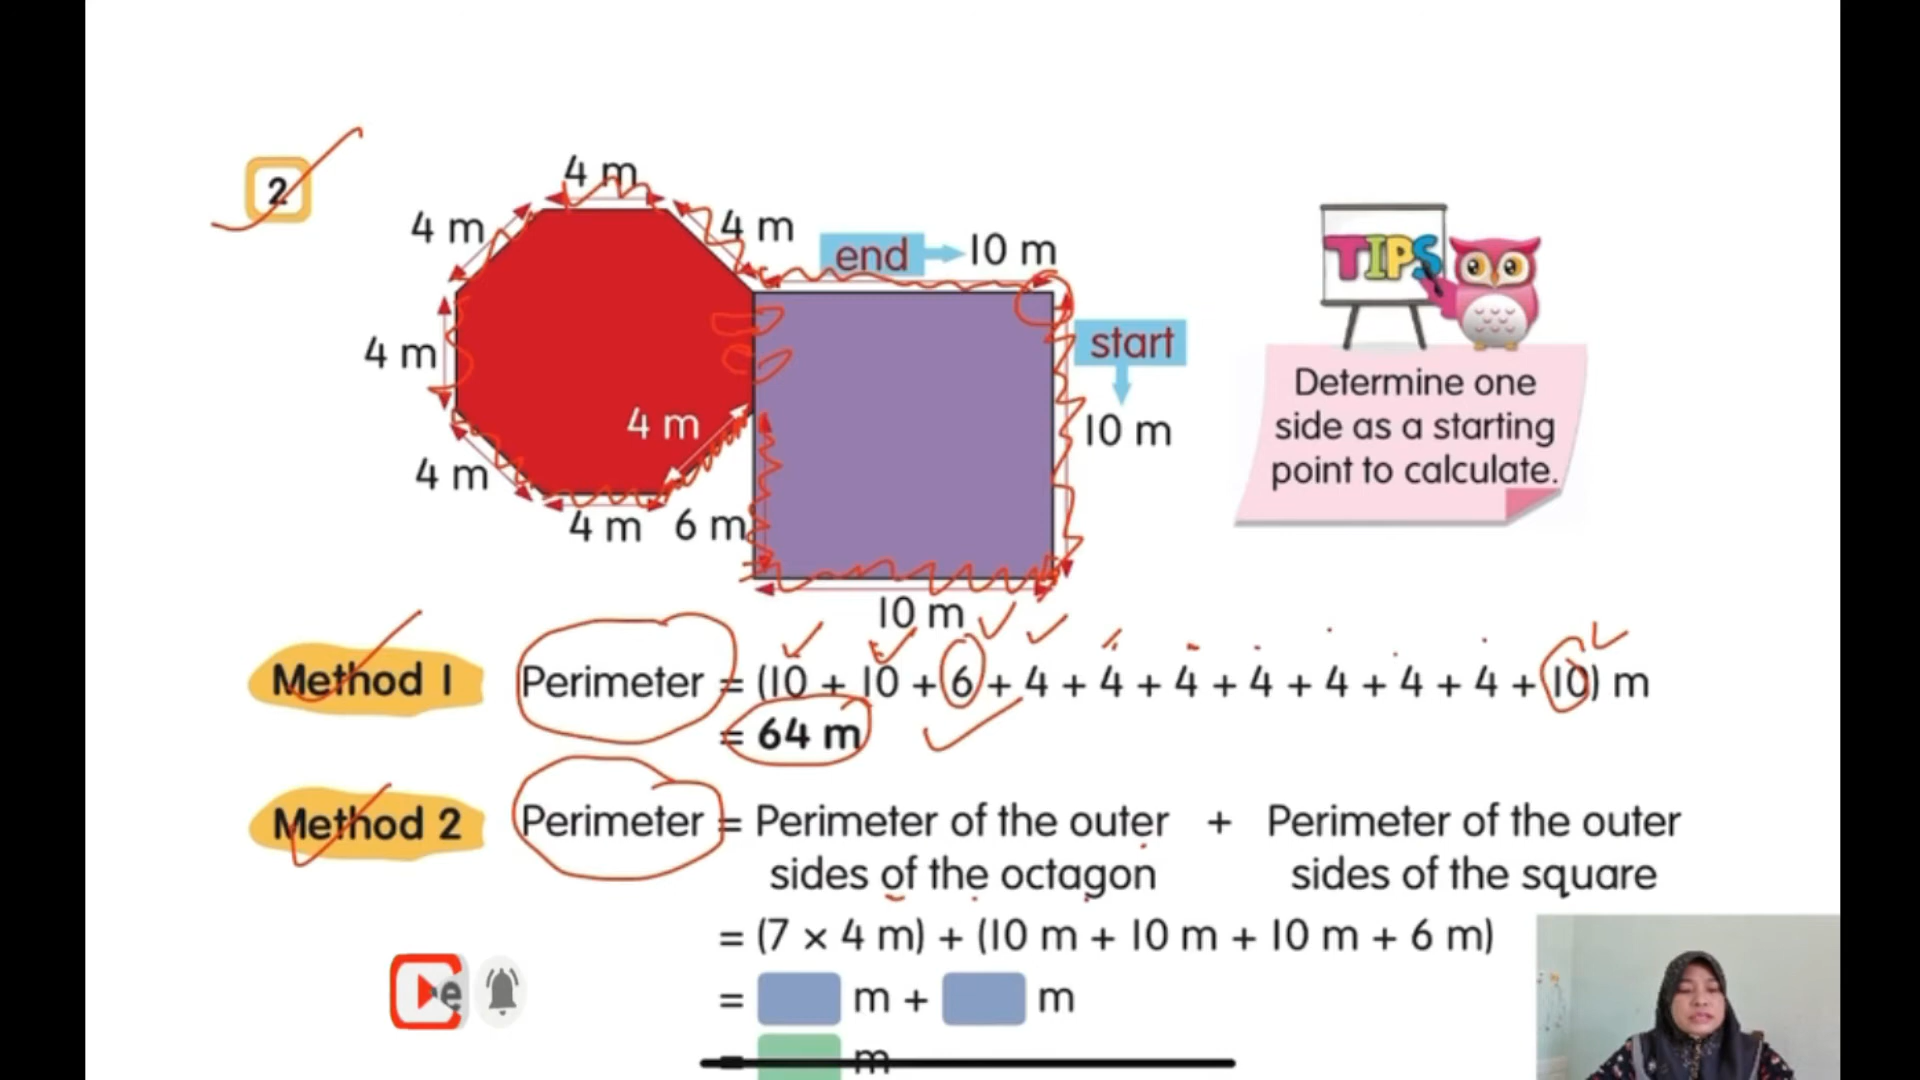 2
4 m
4 m
4 m
end
10 m
TIPS
start
4 m
Determine one
side as a starting
point to calculate.
4 m
10 m
4 m
4 m
6 m
10 m
Method 1
Perimeter = (10 + 10 + 6 + 4 + 4 + 4 + 4 + 4 + 4 + 4 + 10) m
= 64 m
Method 2
Perimeter = Perimeter of the outer + Perimeter of the outer
sides of the octagon sides of the square
= (7 × 4 m) + (10 m + 10 m + 10 m + 6 m)
= m + m
= m